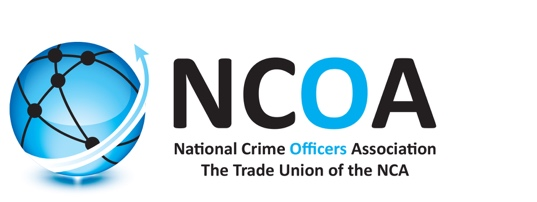 NCOA
National Crime Officers Association
The Trade Union of the NCA